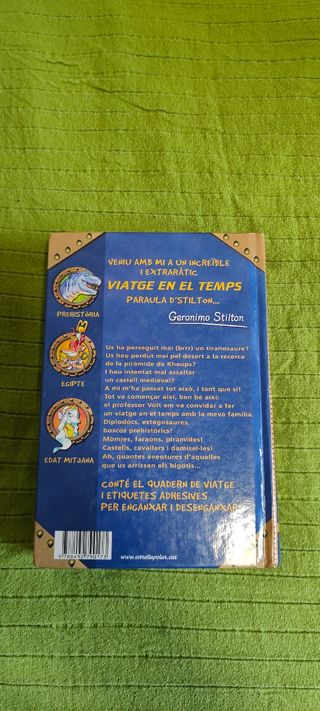 VENIU AMB MI A UN INCREÏBLE
I EXTRARÀTIC
VIATGE EN EL TEMPS
PARAULA D'STILTON...
Geronimo Stilton
PREHISTÒRIA
EGIPTE
EDAT MITJANA
Us ha perseguit mai (brrr) un tiranosaure?
Us heu perdut mai pel desert a la recerca
de la piràmide de Kheops?
I heu intentat mai assaltar
un castell medieval?
A mi m'ha passat tot això, i tant que sí!
Tot va començar així, ben bé així:
el professor Volt em va convidar a fer
un viatge en el temps amb la meva família.
Diplodocs, estegosaures,
boscos prehistòrics!
Mòmies, faraons, piràmides!
Castells, cavallers i damisel·les!
Ah, quantes aventures d'aquelles
que us arrissen els bigotis...
CONTÉ EL QUADERN DE VIATGE
I ETIQUETES ADHESIVES
PER ENGANXAR I DESENGANXAR!
www.estrellapolar.cat